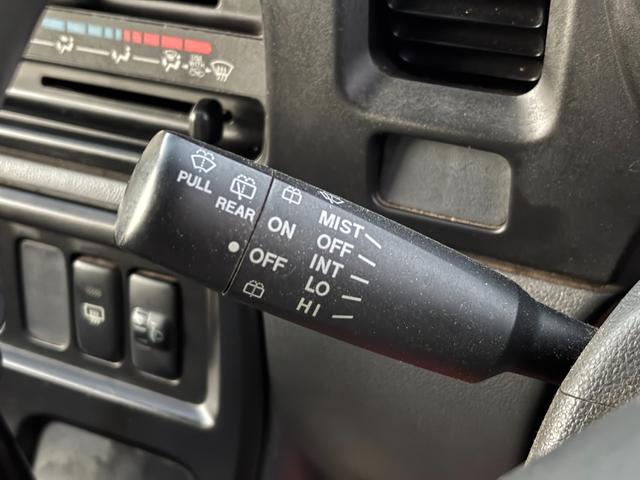 PULL
REAR
ON
OFF
MIST
OFF
INT
LO
HI